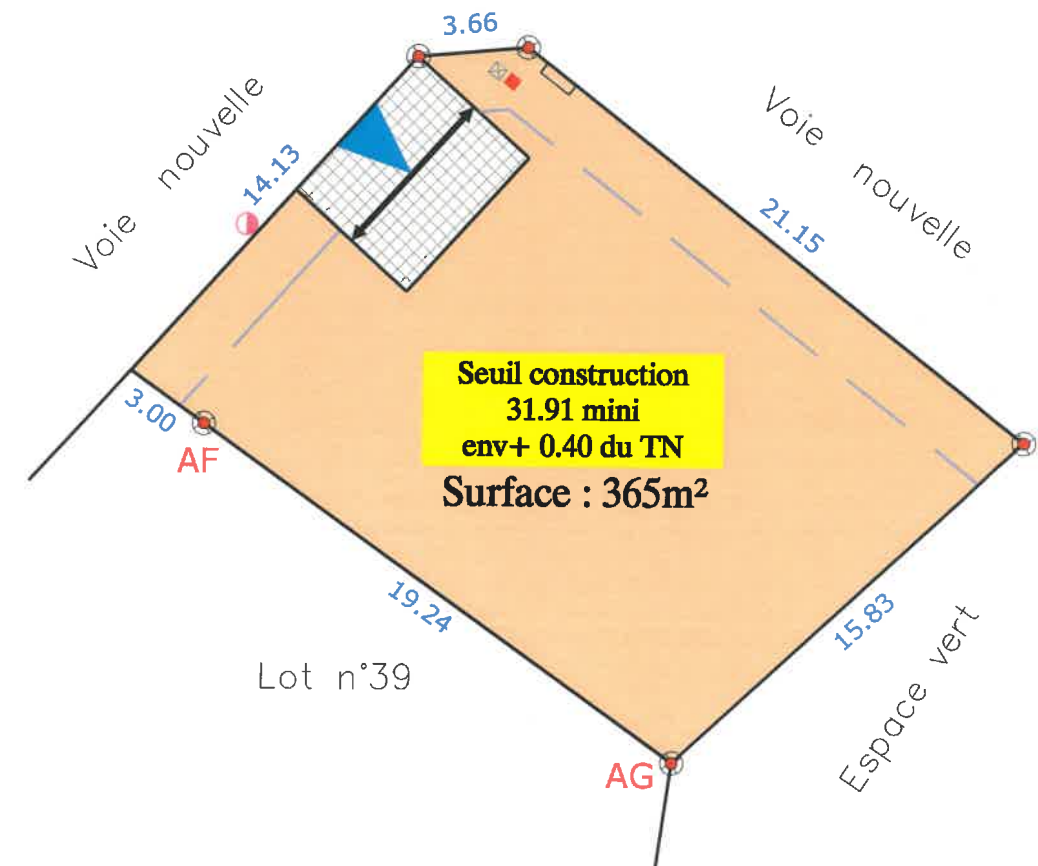 3.66
Voie nouvelle
14.13
Voie nouvelle
21.15
3.00
AF
Seuil construction
31.91 mini
env+ 0.40 du TN
Surface : 365m²
19.24
15.83
Lot n°39
Espace vert
AG